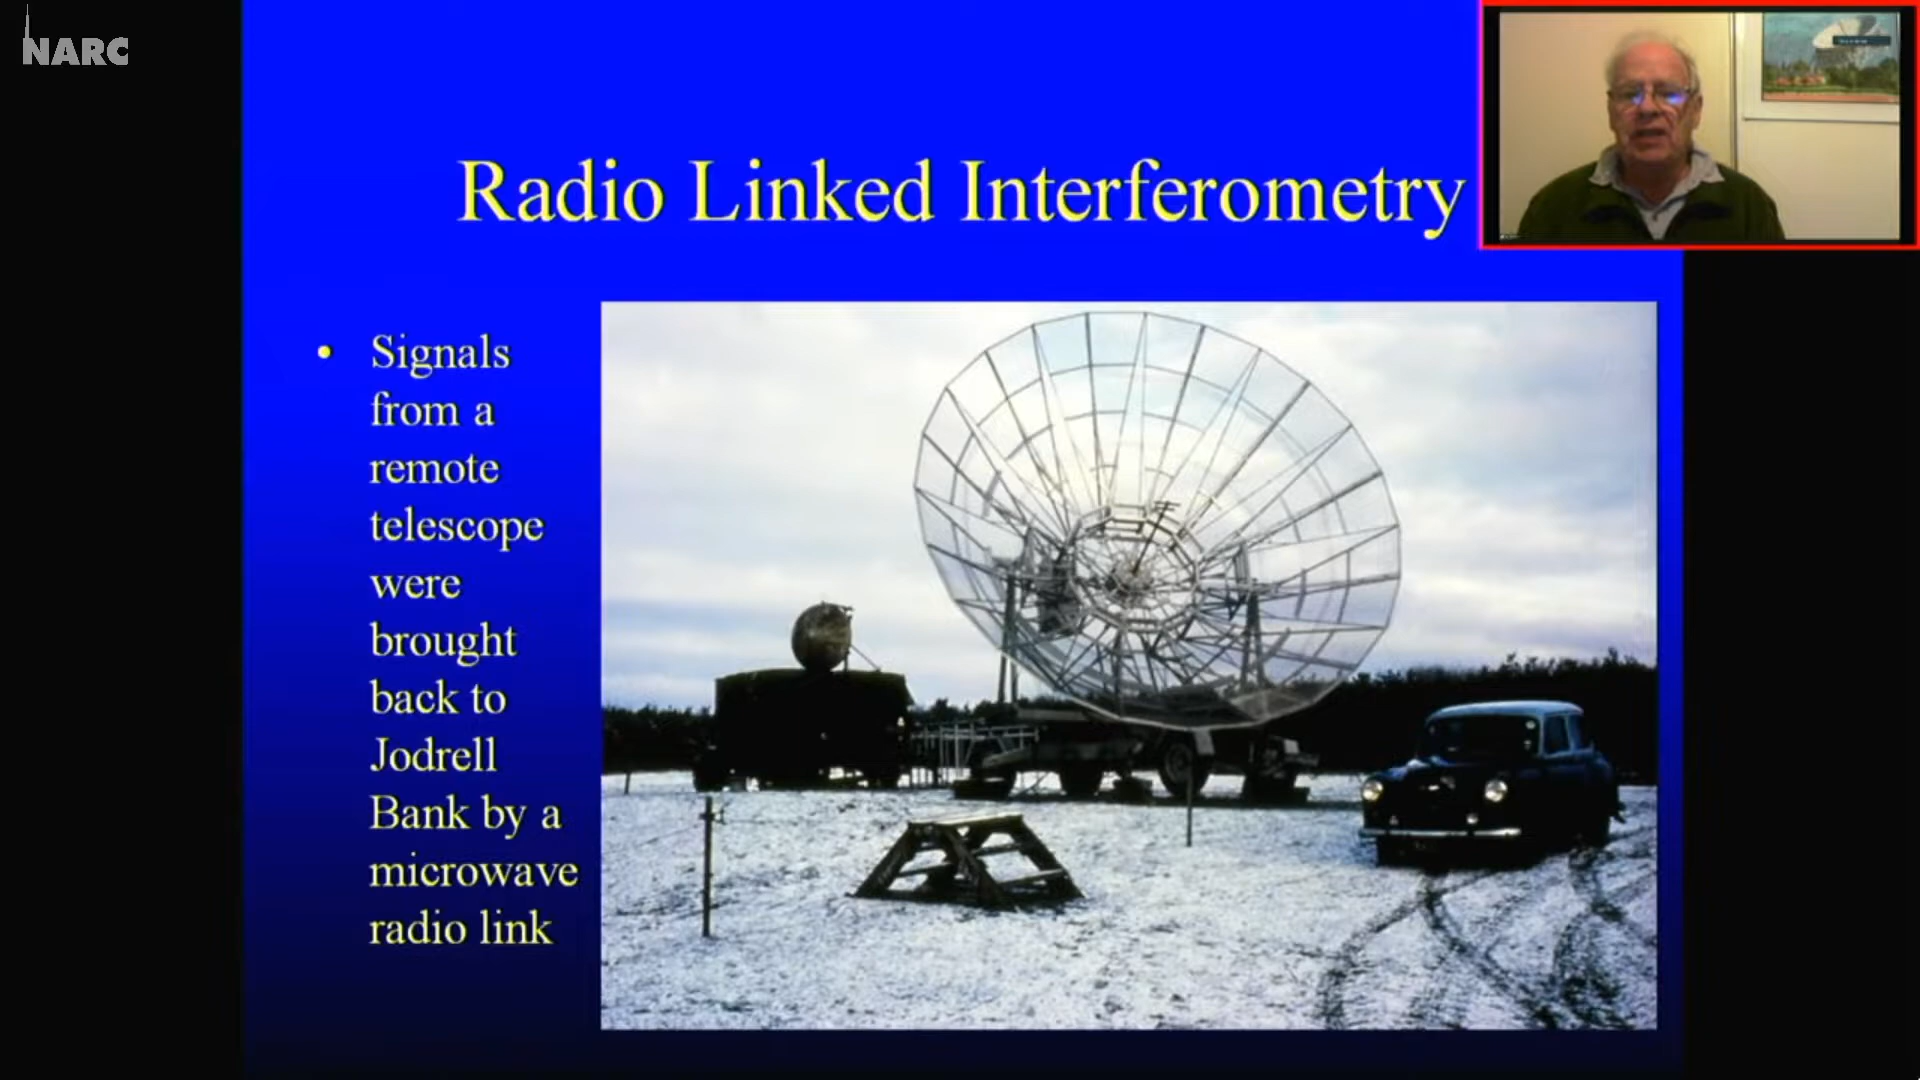 NARC
Radio Linked Interferometry
• Signals
from a
remote
telescope
were
brought
back to
Jodrell
Bank by a
microwave
radio link